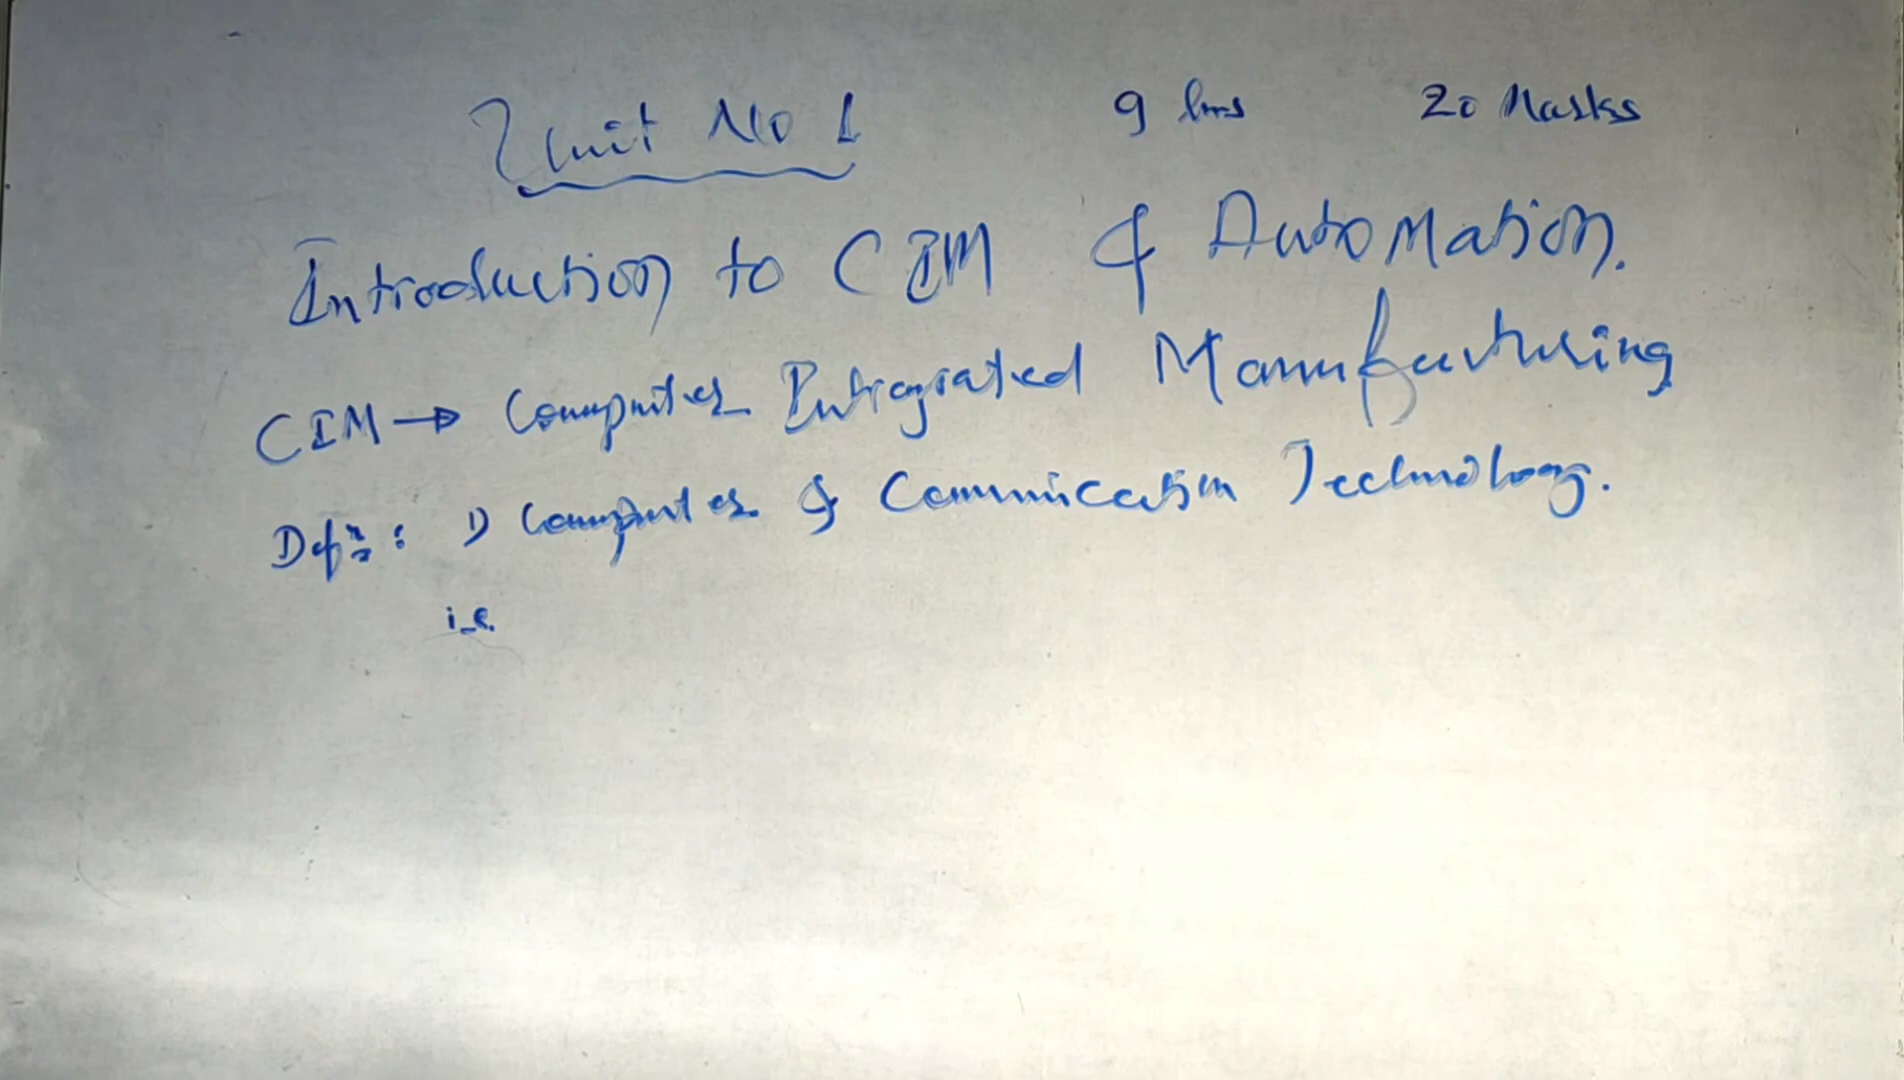 Unit No 1 9 hrs 20 Marks
Introduction to CIM & Automation.
CIM → Computer Integrated Manufacturing
Defn: 1) Computer & Communication Technology.
i.e.